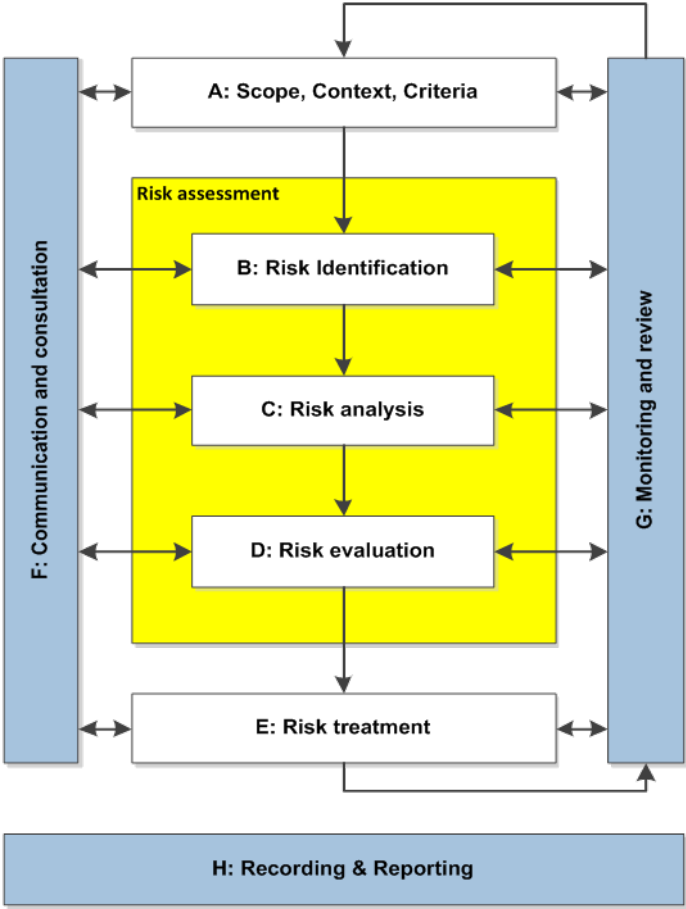 A: Scope, Context, Criteria
Risk assessment
B: Risk Identification
C: Risk analysis
D: Risk evaluation
E: Risk treatment
F: Communication and consultation
G: Monitoring and review
H: Recording & Reporting